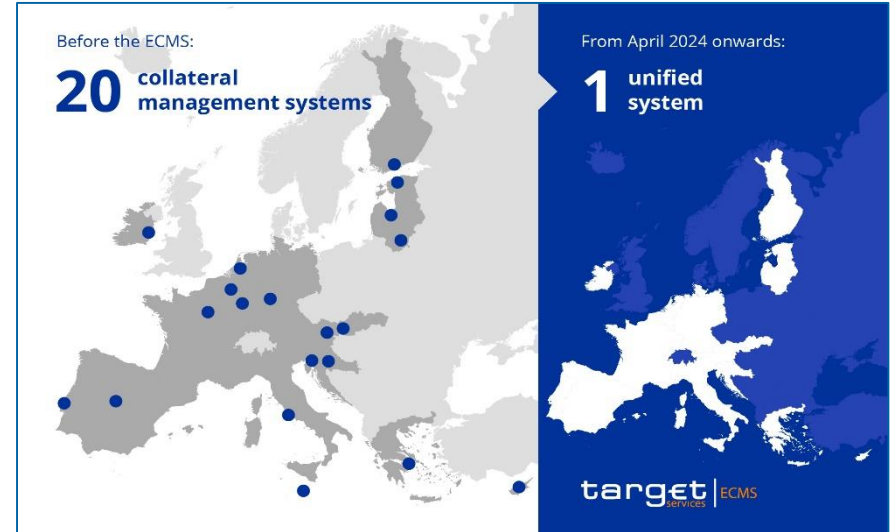 Before the ECMS:
20 collateral
management systems
From April 2024 onwards:
1 unified
system
target | ECMS
services